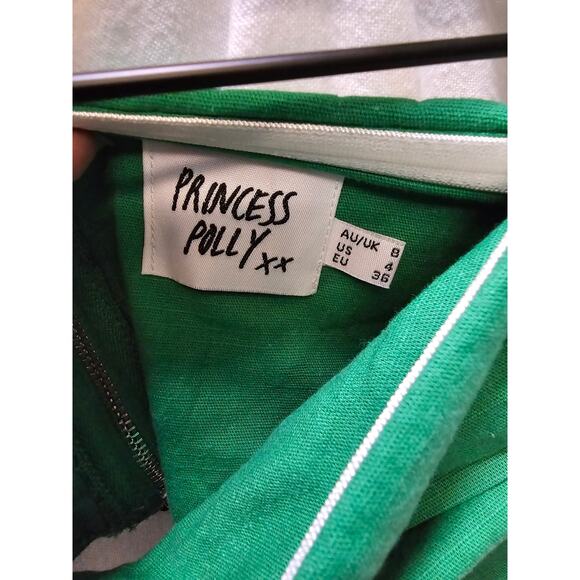 PRINCESS
POLLY xx
AU/UK 8
US 4
EU 36